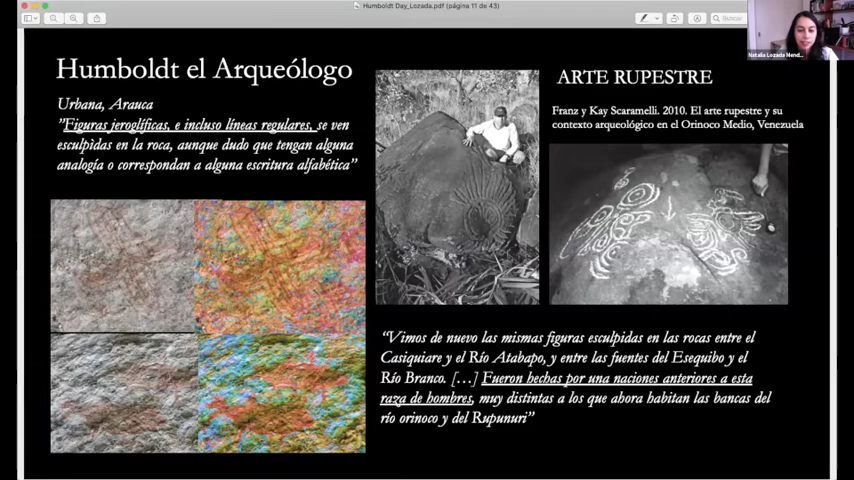 Humboldt Day_Lozada.pdf (página 11 de 43)
Buscar
Natalia Lozada Mend...
Humboldt el Arqueólogo
Urbana, Arauca
”Figuras jeroglíficas, e incluso líneas regulares, se ven
esculpìdas en la roca, aunque dudo que tengan alguna
analogía o correspondan a alguna escritura alfabética”
ARTE RUPESTRE
Franz y Kay Scaramelli. 2010. El arte rupestre y su
contexto arqueológico en el Orinoco Medio, Venezuela
“Vimos de nuevo las mismas figuras esculpidas en las rocas entre el
Casiquiare y el Río Atabapo, y entre las fuentes del Esequibo y el
Río Branco. […] Fueron hechas por una naciones anteriores a esta
raza de hombres, muy distintas a los que ahora habitan las bancas del
río orinoco y del Rupunuri”